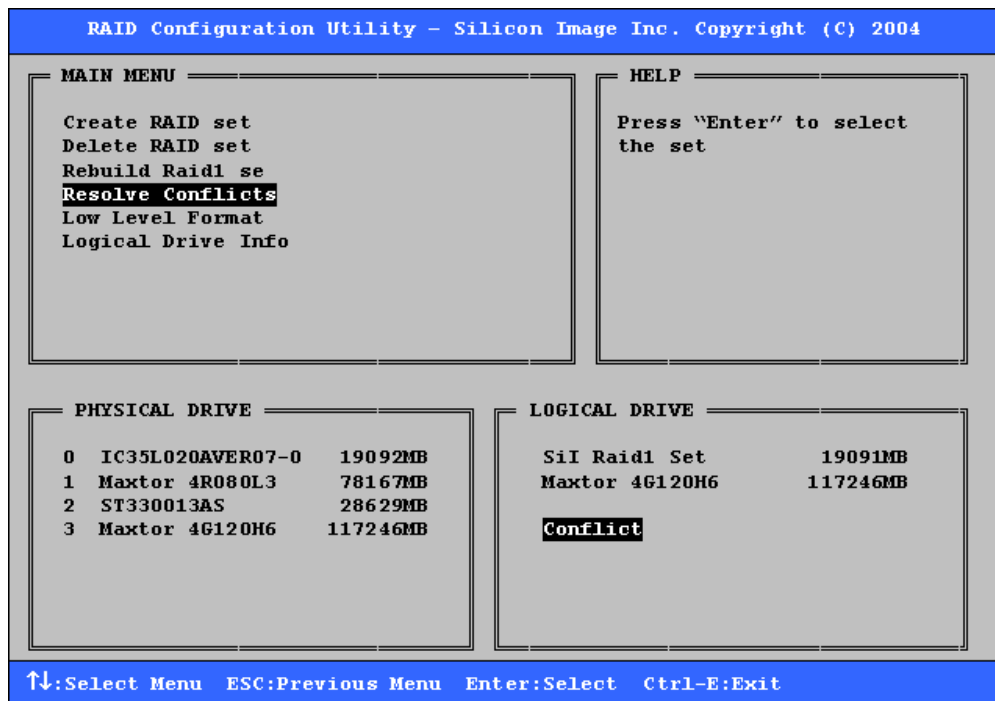 RAID Configuration Utility – Silicon Image Inc. Copyright (C) 2004
MAIN MENU
Create RAID set
Delete RAID set
Rebuild Raid1 se
Resolve Conflicts
Low Level Format
Logical Drive Info
HELP
Press “Enter” to select
the set
PHYSICAL DRIVE
0 IC35L020AVER07-0 19092MB
1 Maxtor 4R080L3 78167MB
2 ST330013AS 28629MB
3 Maxtor 4G120H6 117246MB
LOGICAL DRIVE
SiI Raid1 Set 19091MB
Maxtor 4G120H6 117246MB
Conflict
↑↓:Select Menu ESC:Previous Menu Enter:Select Ctrl-E:Exit